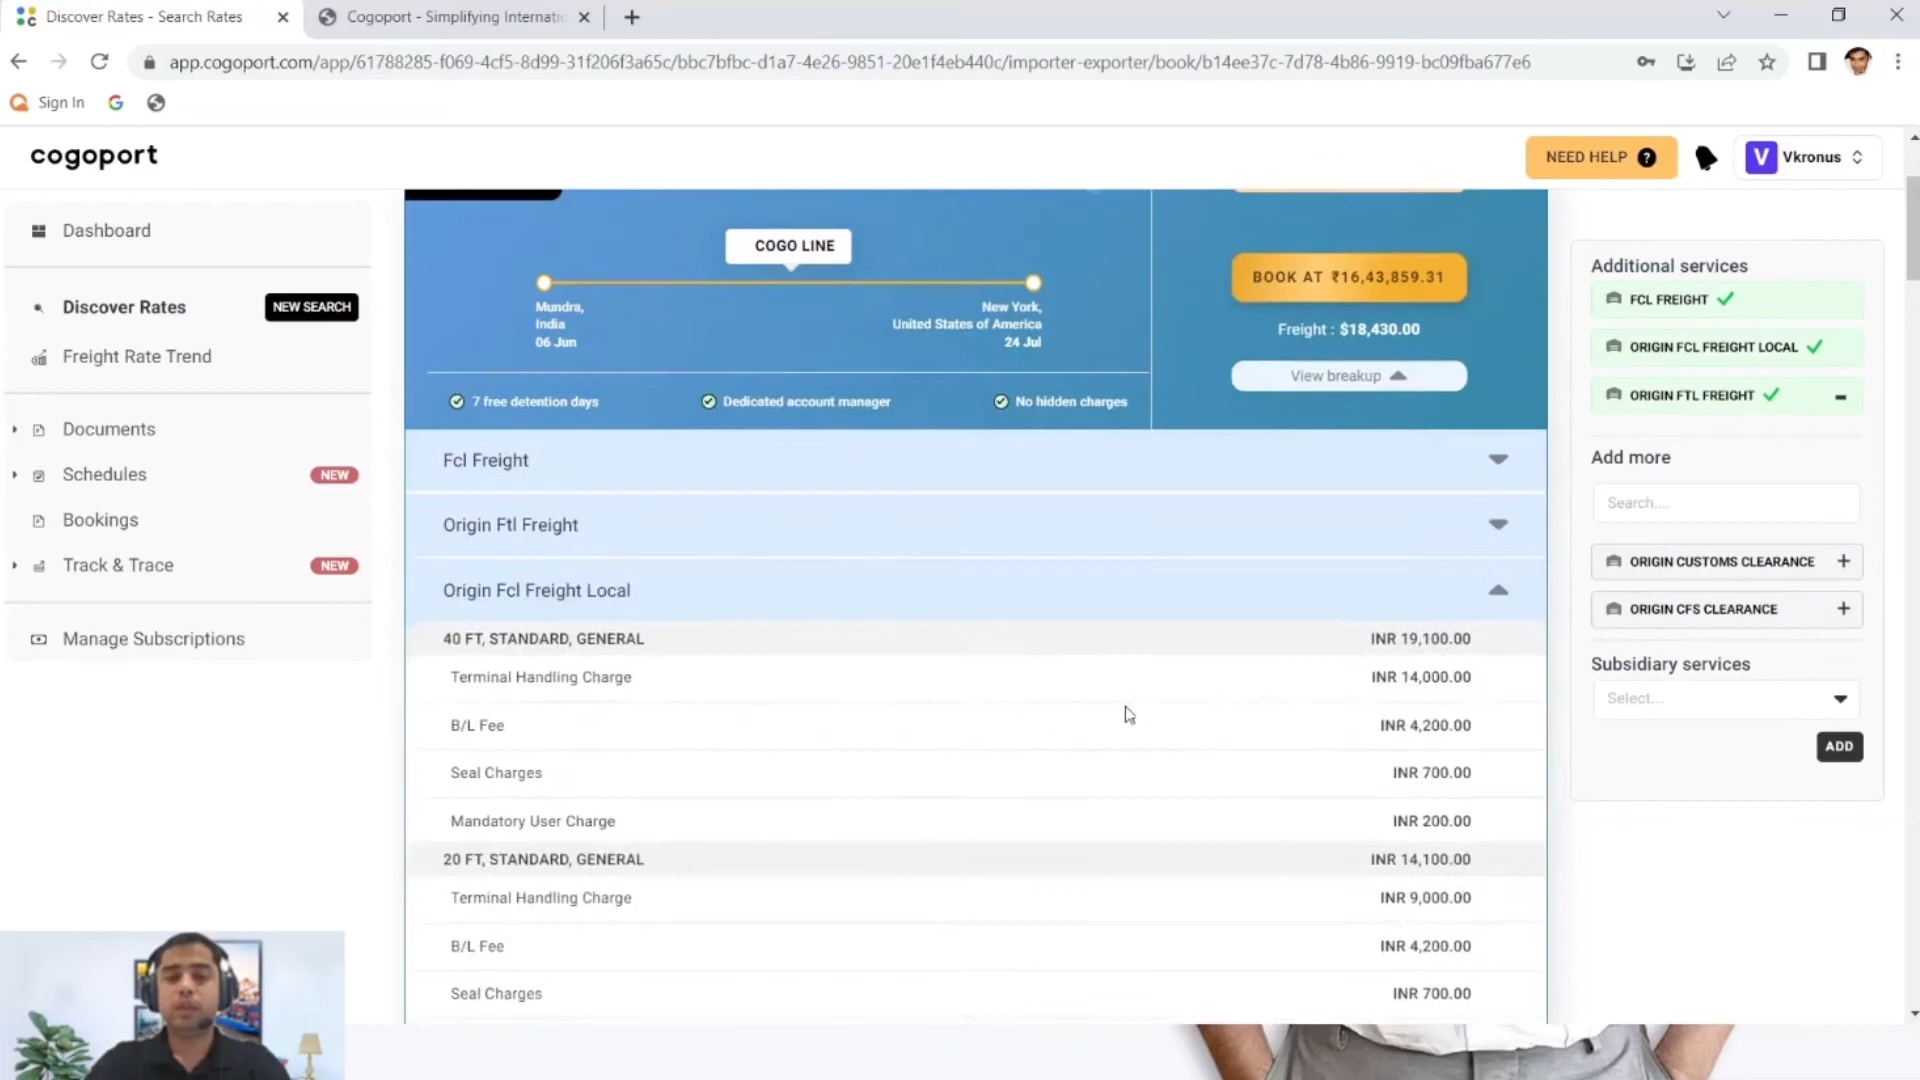 Discover Rates - Search Rates
Cogoport - Simplifying Internatio
app.cogoport.com/app/61788285-f069-4cf5-8d99-31f206f3a65c/bbc7bfbc-d1a7-4e26-9851-20e1f4eb440c/importer-exporter/book/b14ee37c-7d78-4b86-9919-bc09fba677e6
Sign In
cogoport
NEED HELP ?
V Vkronus
Dashboard
Discover Rates NEW SEARCH
Freight Rate Trend
Documents
Schedules NEW
Bookings
Track & Trace NEW
Manage Subscriptions
COGO LINE
Mundra,
India
06 Jun
New York,
United States of America
24 Jul
7 free detention days
Dedicated account manager
No hidden charges
BOOK AT ₹16,43,859.31
Freight : $18,430.00
View breakup
Fcl Freight
Origin Ftl Freight
Origin Fcl Freight Local
40 FT, STANDARD, GENERAL INR 19,100.00
Terminal Handling Charge INR 14,000.00
B/L Fee INR 4,200.00
Seal Charges INR 700.00
Mandatory User Charge INR 200.00
20 FT, STANDARD, GENERAL INR 14,100.00
Terminal Handling Charge INR 9,000.00
B/L Fee INR 4,200.00
Seal Charges INR 700.00
Additional services
FCL FREIGHT
ORIGIN FCL FREIGHT LOCAL
ORIGIN FTL FREIGHT
Add more
Search....
ORIGIN CUSTOMS CLEARANCE +
ORIGIN CFS CLEARANCE +
Subsidiary services
Select...
ADD